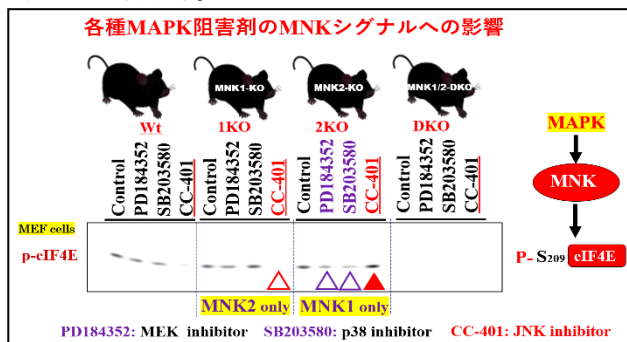 各種MAPK阻害剤のMNKシグナルへの影響
MNK1-KO
MNK2-KO
MNK1/2-DKO
Wt
1KO
2KO
DKO
Control
PD184352
SB203580
CC-401
Control
PD184352
SB203580
CC-401
Control
PD184352
SB203580
CC-401
Control
PD184352
SB203580
CC-401
MEF cells
p-eIF4E
MNK2 only
MNK1 only
MAPK
MNK
P- S209 eIF4E
PD184352: MEK inhibitor SB203580: p38 inhibitor CC-401: JNK inhibitor